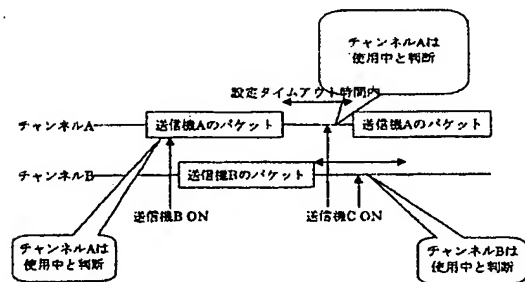 チャンネルAは
使用中と判断
設定タイムアウト時間内
チャンネルA
送信機Aのパケット
送信機Aのパケット
チャンネルB
送信機Bのパケット
送信機B ON
送信機C ON
チャンネルAは
使用中と判断
チャンネルBは
使用中と判断